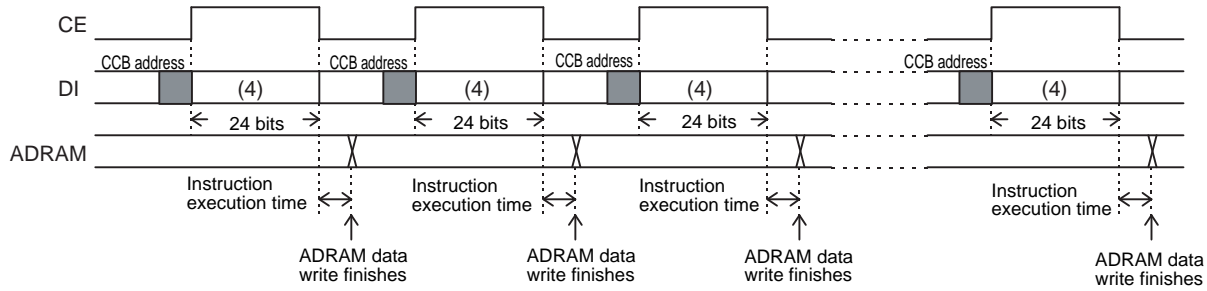 CE
CCB address CCB address CCB address CCB address
DI (4) (4) (4) (4)
24 bits 24 bits 24 bits 24 bits
ADRAM
Instruction Instruction Instruction Instruction
execution time execution time execution time execution time
ADRAM data ADRAM data ADRAM data ADRAM data
write finishes write finishes write finishes write finishes